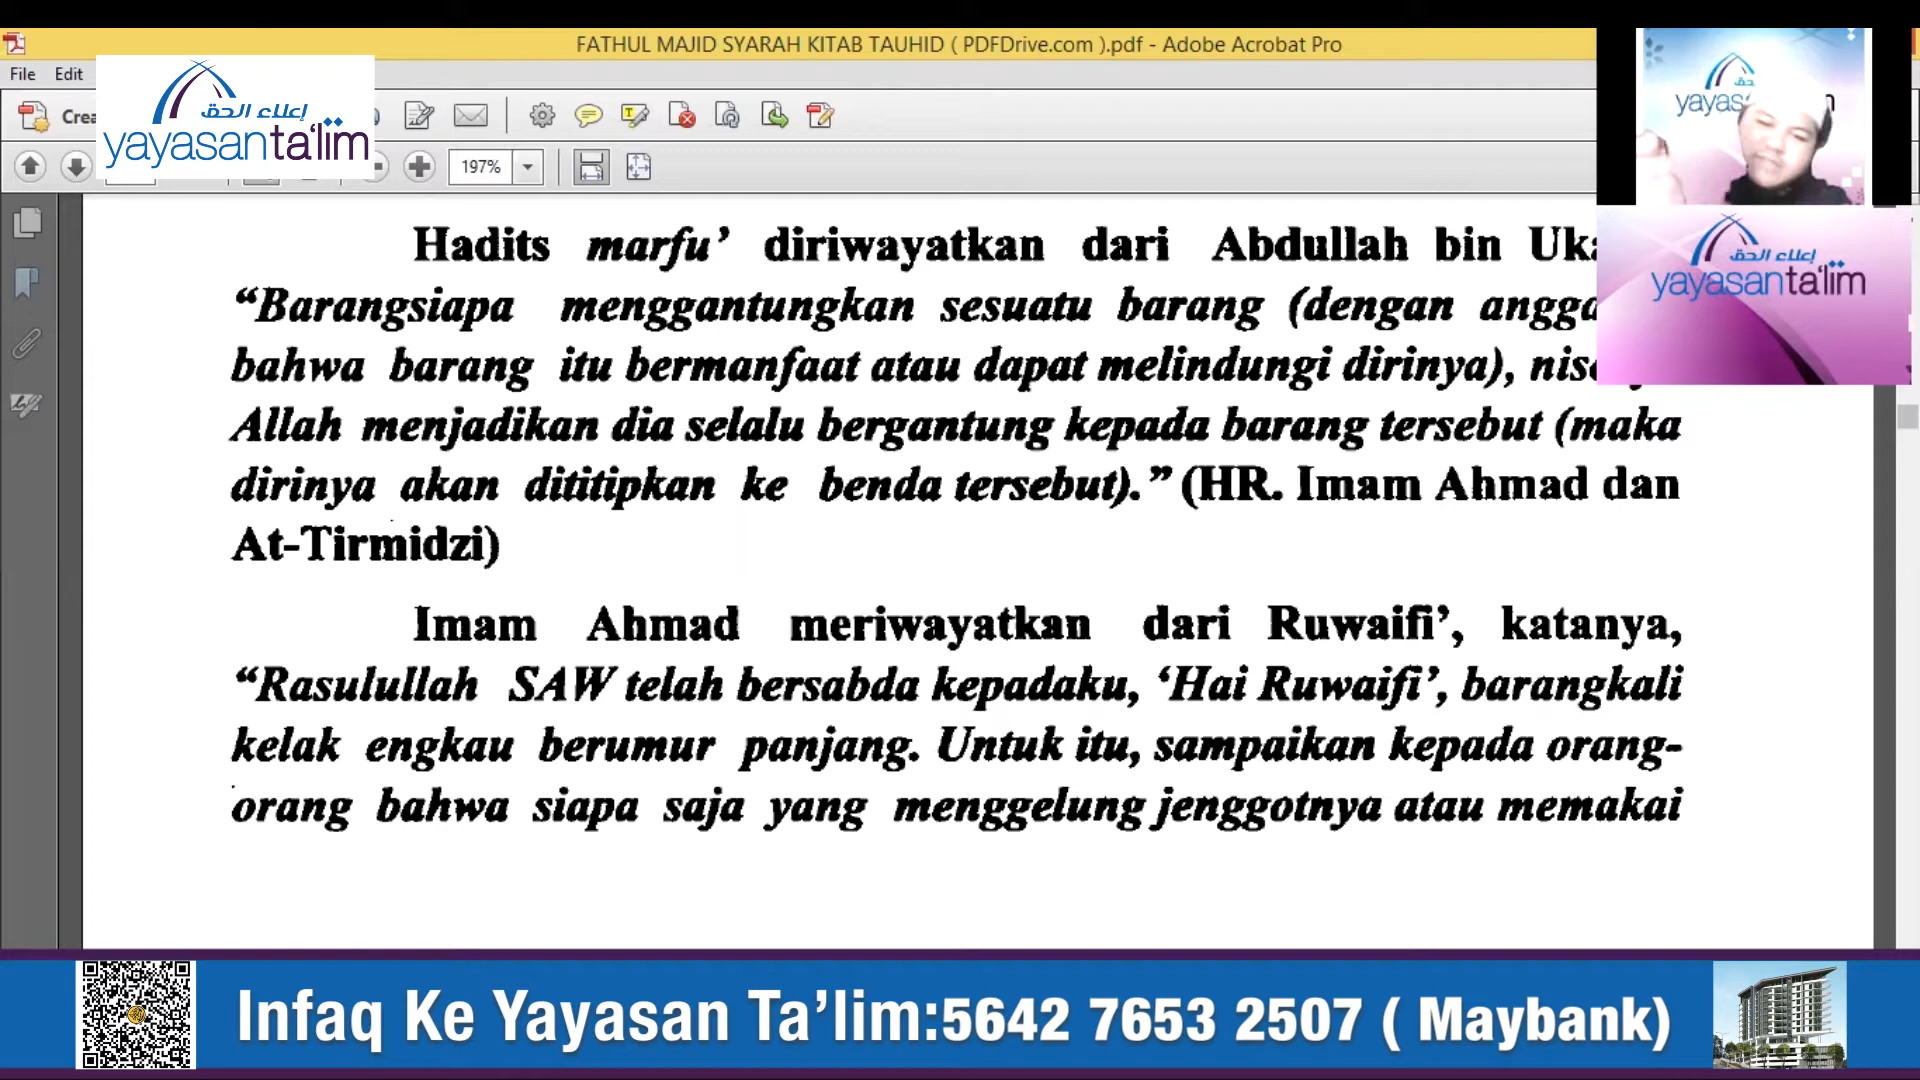 FATHUL MAJID SYARAH KITAB TAUHID ( PDFDrive.com ).pdf - Adobe Acrobat Pro
File Edit
إعلاء الحق
yayasanta'lim
197%
Hadits marfu’ diriwayatkan dari Abdullah bin
“Barangsiapa menggantungkan sesuatu barang (dengan
bahwa barang itu bermanfaat atau dapat melindungi dirinya),
Allah menjadikan dia selalu bergantung kepada barang tersebut (maka
dirinya akan dititipkan ke benda tersebut).” (HR. Imam Ahmad dan
At-Tirmidzi)
Imam Ahmad meriwayatkan dari Ruwaifi’, katanya,
“Rasulullah SAW telah bersabda kepadaku, ‘Hai Ruwaifi’, barangkali
kelak engkau berumur panjang. Untuk itu, sampaikan kepada orang-
orang bahwa siapa saja yang menggelung jenggotnya atau memakai
إعلاء الحق
yayasanta'lim
Infaq Ke Yayasan Ta’lim:5642 7653 2507 ( Maybank)